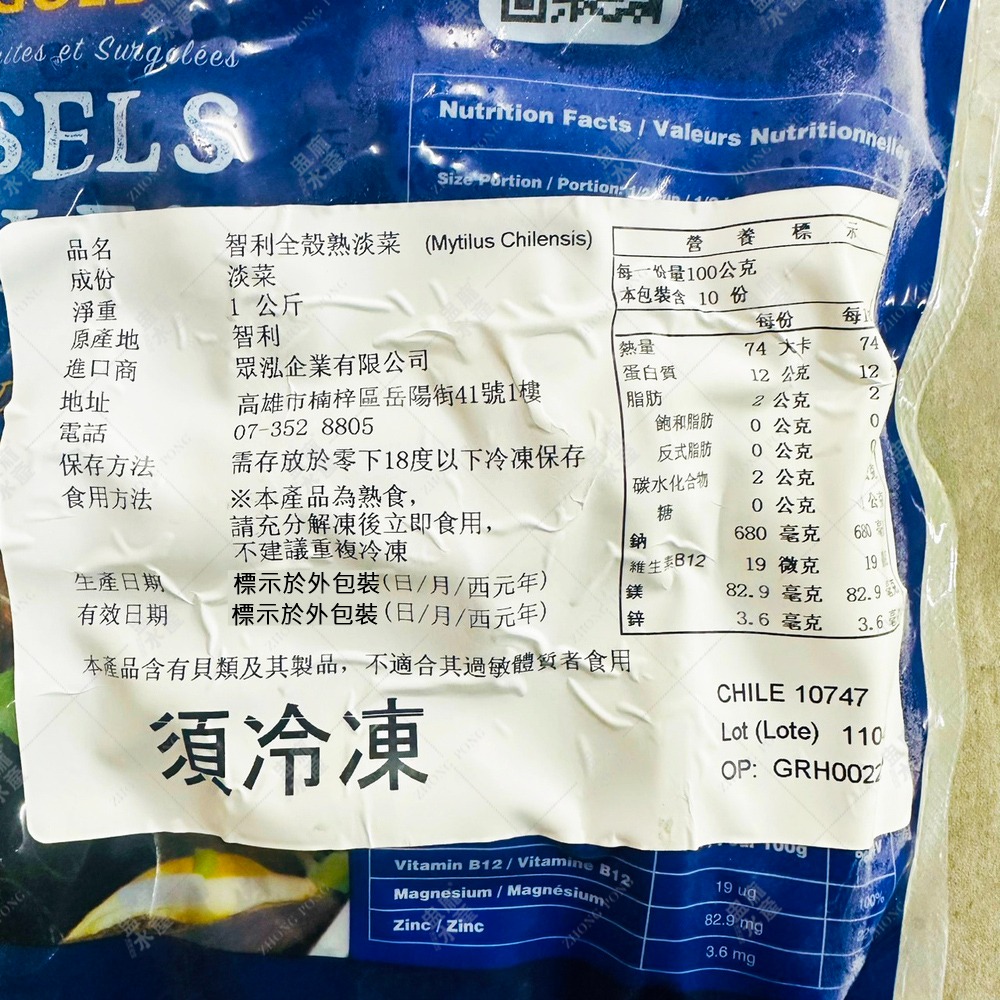 GOLD
Surgelées
Nutrition Facts / Valeurs Nutritionnelle
Size Portion / Portion:
品名 智利全殼熟淡菜 (Mytilus Chilensis)
成份 淡菜
淨重 1 公斤
原產地 智利
進口商 眾泓企業有限公司
地址 高雄市楠梓區岳陽街41號1樓
電話 07-352 8805
保存方法 需存放於零下18度以下冷凍保存
食用方法 ※本產品為熟食，
請充分解凍後立即食用，
不建議重複冷凍
生產日期 標示於外包裝(日/月/西元年)
有效日期 標示於外包裝(日/月/西元年)
本產品含有貝類及其製品，不適合其過敏體質者食用
須冷凍
營養標示
每一份量100公克
本包裝含 10 份
每份 每
熱量 74 大卡 74
蛋白質 12 公克 12
脂肪 2 公克 2
飽和脂肪 0 公克 0
反式脂肪 0 公克
碳水化合物 2 公克
糖 0 公克
鈉 680 毫克 680
維生素B12 19 微克 19
鎂 82.9 毫克 82.9
鋅 3.6 毫克 3.6
CHILE 10747
Lot (Lote) 110
OP: GRH0022
100g
Vitamin B12 / Vitamine B12 19 ug 100%
Magnesium / Magnésium 82.9 mg
Zinc / Zinc 3.6 mg